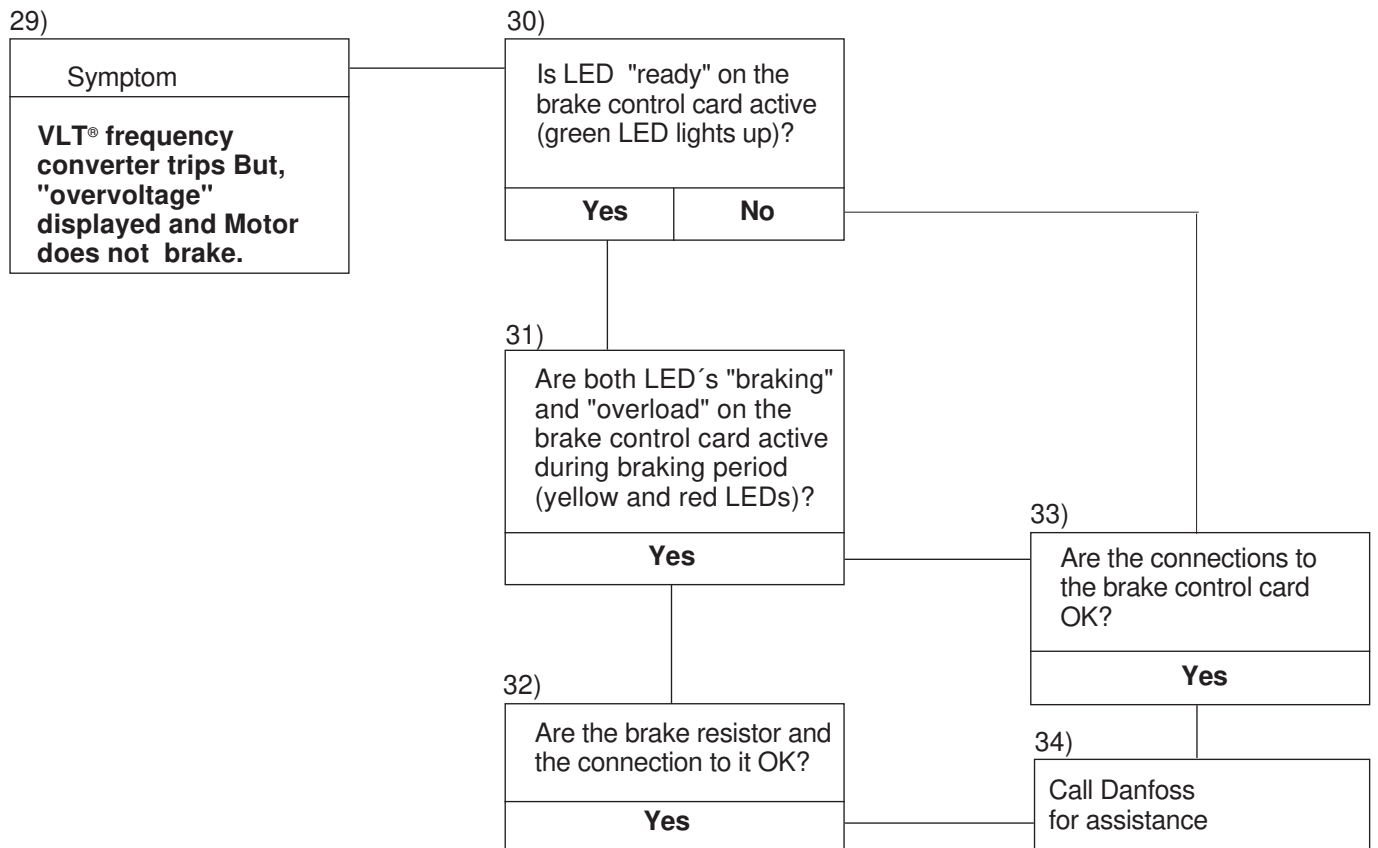 29)
Symptom
VLT® frequency
converter trips But,
"overvoltage"
displayed and Motor
does not brake.
30)
Is LED "ready" on the
brake control card active
(green LED lights up)?
Yes
No
31)
Are both LED´s "braking"
and "overload" on the
brake control card active
during braking period
(yellow and red LEDs)?
Yes
32)
Are the brake resistor and
the connection to it OK?
Yes
33)
Are the connections to
the brake control card
OK?
Yes
34)
Call Danfoss
for assistance